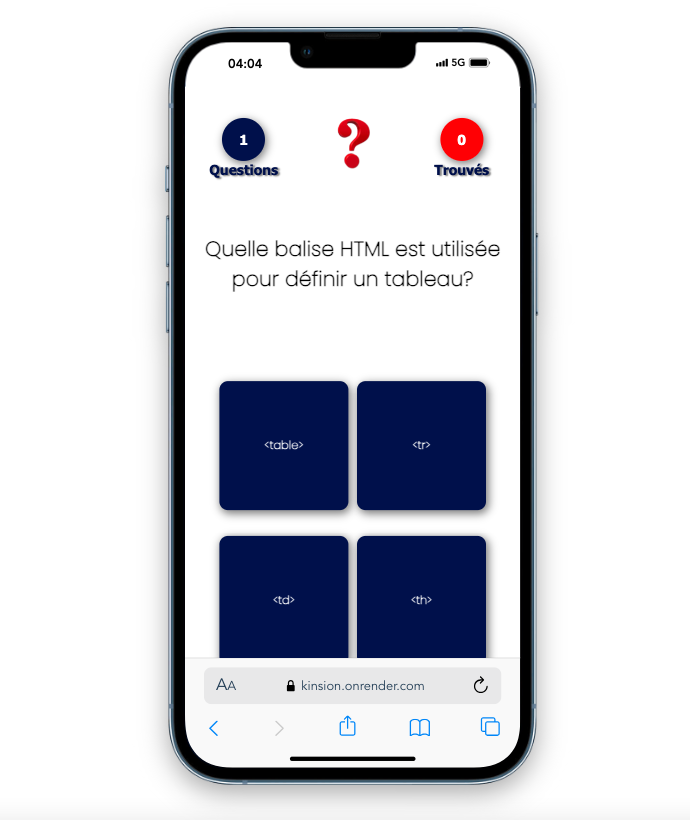 04:04
5G
1
0
Questions
Trouvés
Quelle balise HTML est utilisée
pour définir un tableau?
<table>
<tr>
<td>
<th>
AA
kinsion.onrender.com